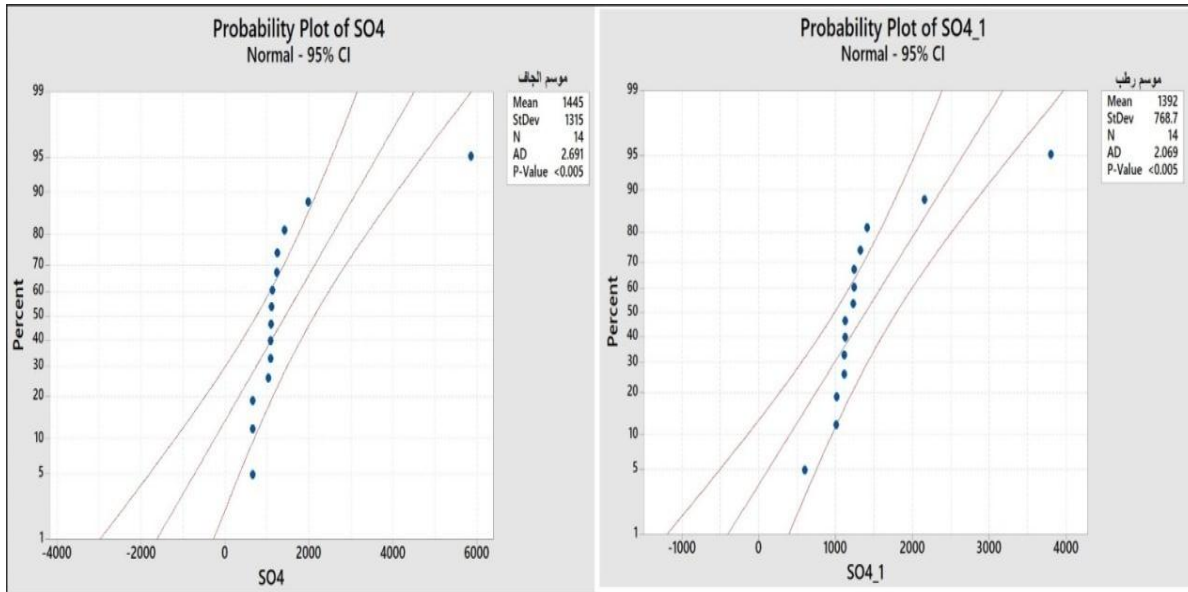 Probability Plot of SO4
Normal - 95% CI
موسم الجاف
Mean 1445
StDev 1315
N 14
AD 2.691
P-Value <0.005
Percent
99
95
90
80
70
60
50
40
30
20
10
5
1
-4000 -2000 0 2000 4000 6000
SO4
Probability Plot of SO4_1
Normal - 95% CI
موسم رطب
Mean 1392
StDev 768.7
N 14
AD 2.069
P-Value <0.005
Percent
99
95
90
80
70
60
50
40
30
20
10
5
1
-1000 0 1000 2000 3000 4000
SO4_1